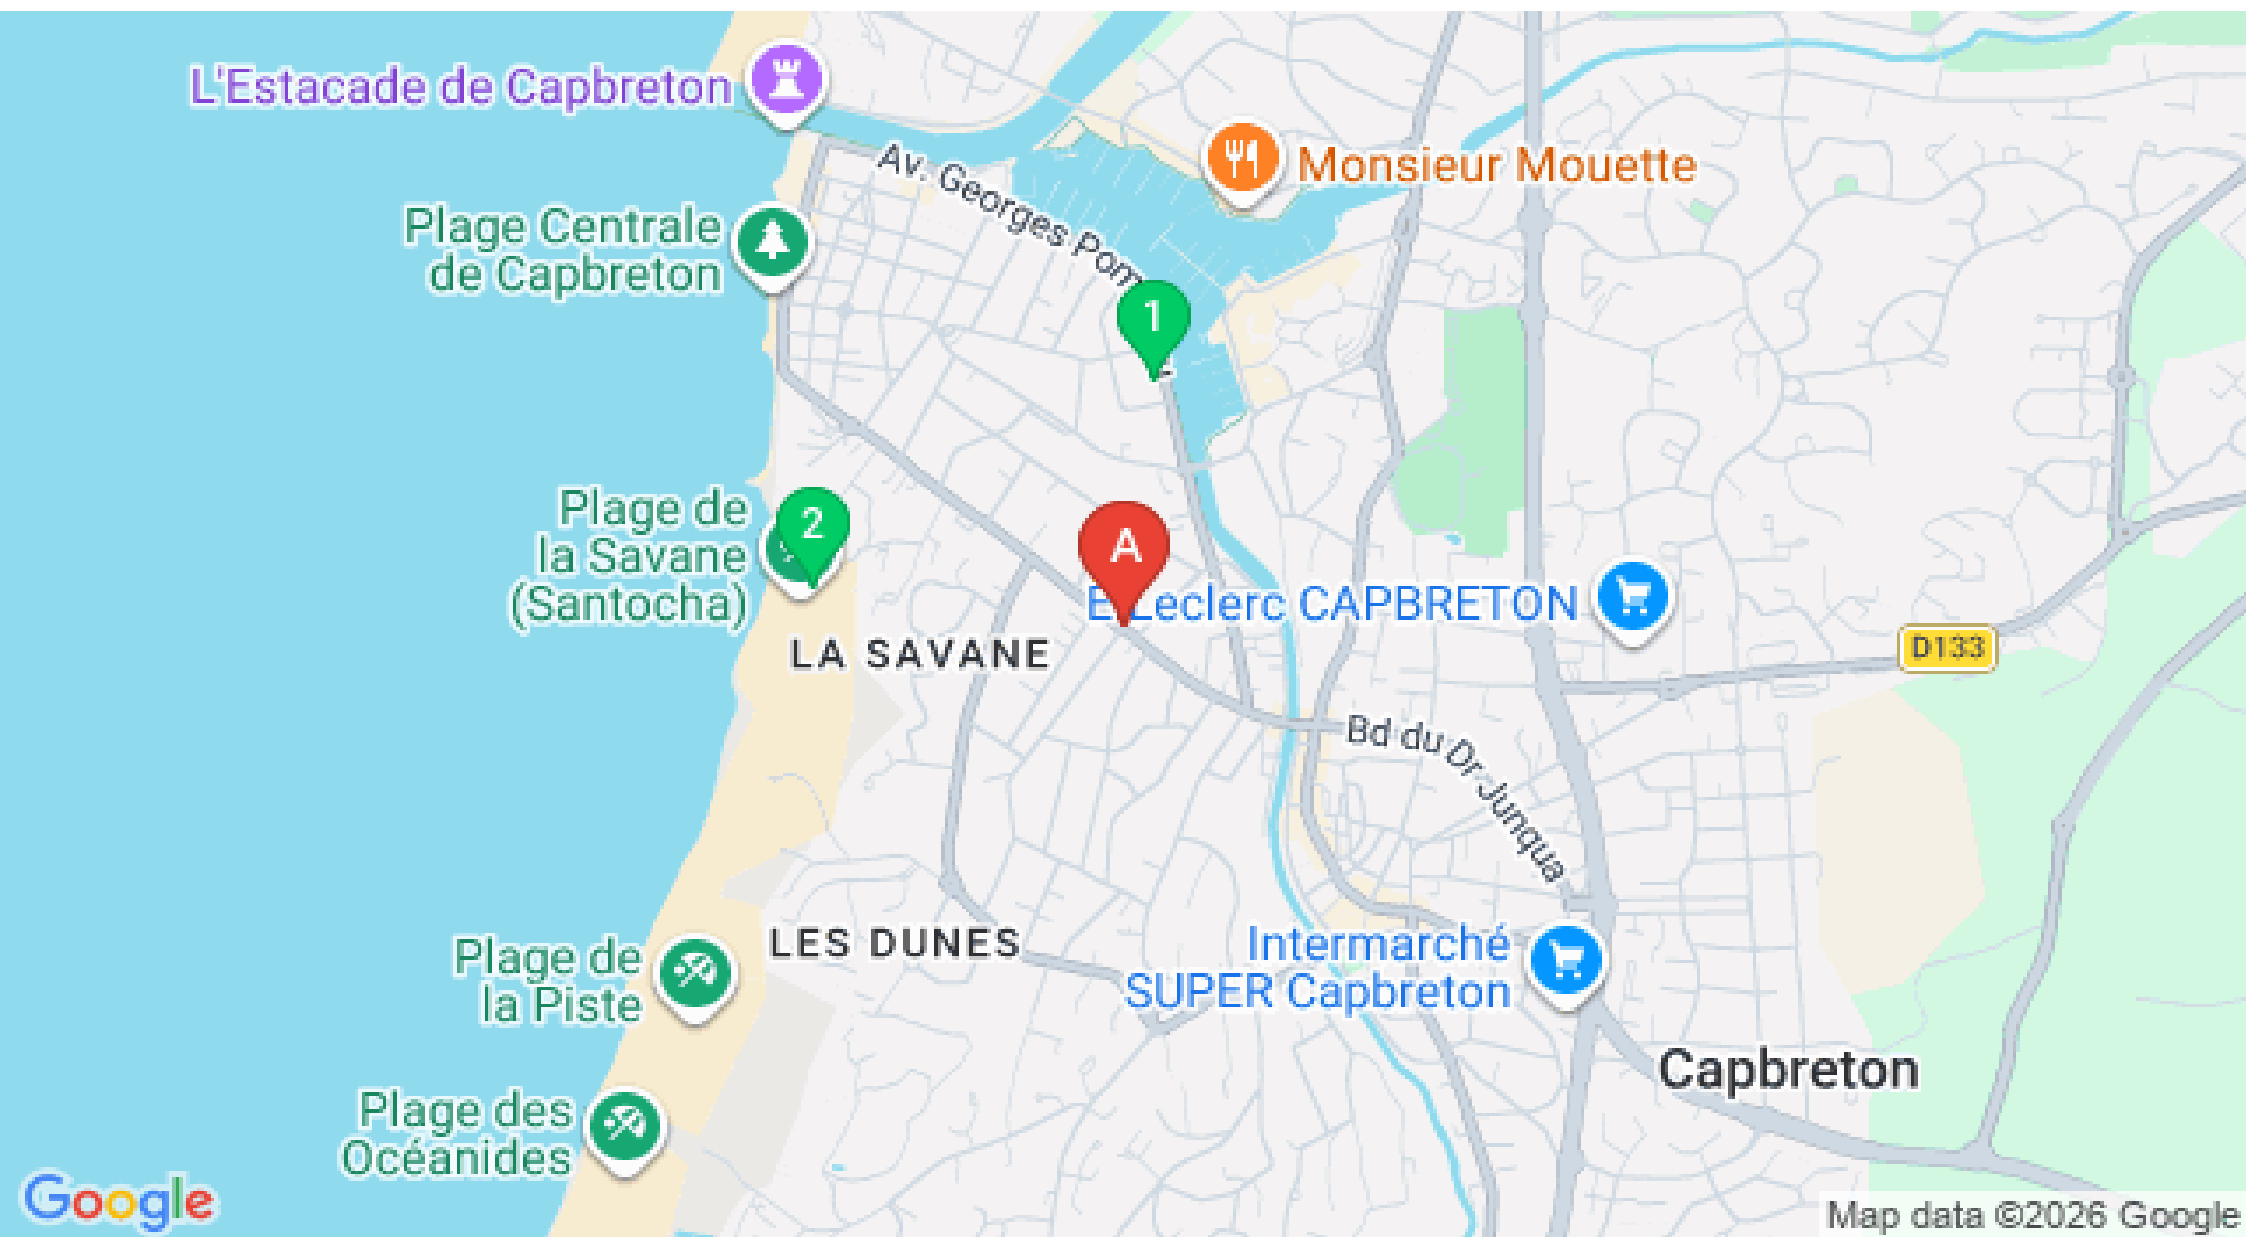 L'Estacade de Capbreton
Av. Georges Pom
Monsieur Mouette
Plage Centrale
de Capbreton
1
Plage de
la Savane
(Santocha)
2
A
E.Leclerc CAPBRETON
LA SAVANE
D133
Bd du Dr Junqua
Plage de
la Piste
LES DUNES
Intermarché
SUPER Capbreton
Capbreton
Plage des
Océanides
Google
Map data ©2026 Google